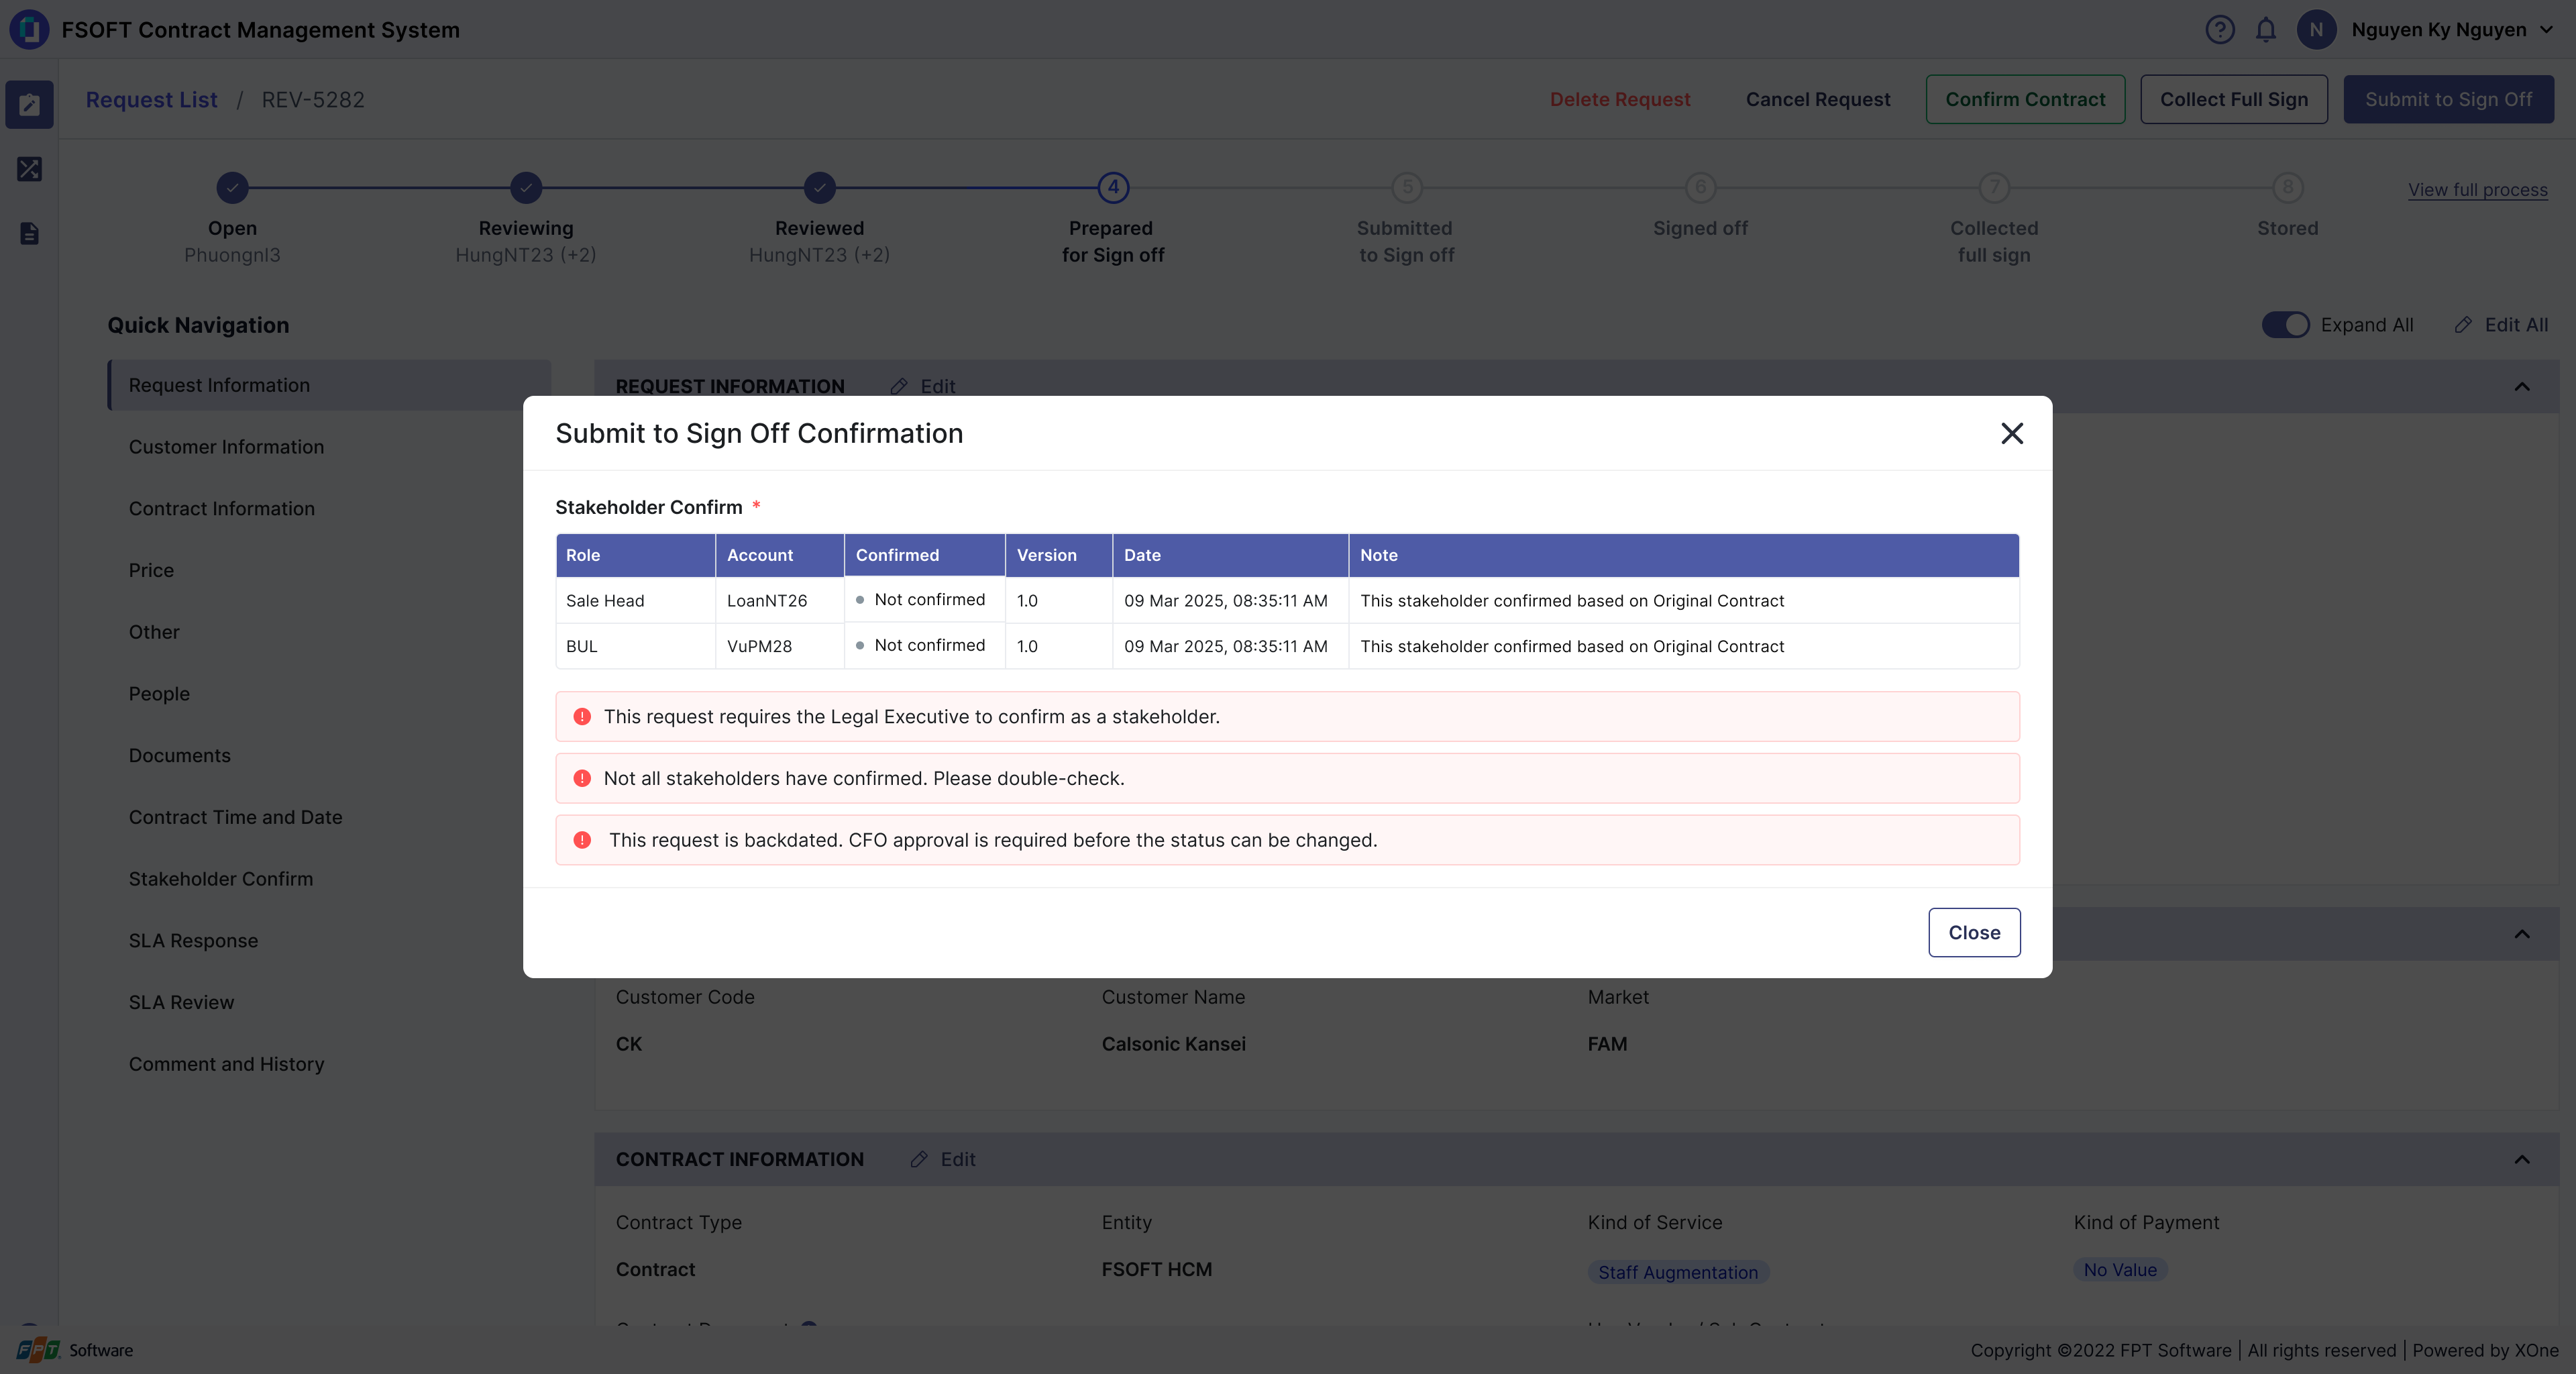 FSOFT Contract Management System
N
Nguyen Ky Nguyen
Request List / REV-5282
Delete Request
Cancel Request
Confirm Contract
Collect Full Sign
Submit to Sign Off
4
5
6
7
8
View full process
Open
Reviewing
Reviewed
Prepared
for Sign off
Submitted
to Sign off
Signed off
Collected
full sign
Stored
Phuongnl3
HungNT23 (+2)
HungNT23 (+2)
Quick Navigation
Expand All
Edit All
Request Information
Customer Information
Contract Information
Price
Other
People
Documents
Contract Time and Date
Stakeholder Confirm
SLA Response
SLA Review
Comment and History
REQUEST INFORMATION
Edit
Submit to Sign Off Confirmation
Stakeholder Confirm *
Role Account Confirmed Version Date Note
Sale Head LoanNT26 Not confirmed 1.0 09 Mar 2025, 08:35:11 AM This stakeholder confirmed based on Original Contract
BUL VuPM28 Not confirmed 1.0 09 Mar 2025, 08:35:11 AM This stakeholder confirmed based on Original Contract
This request requires the Legal Executive to confirm as a stakeholder.
Not all stakeholders have confirmed. Please double-check.
This request is backdated. CFO approval is required before the status can be changed.
Close
Customer Code Customer Name Market
CK Calsonic Kansei FAM
CONTRACT INFORMATION
Edit
Contract Type Entity Kind of Service Kind of Payment
Contract FSOFT HCM Staff Augmentation No Value
FPT Software
Copyright ©2022 FPT Software | All rights reserved | Powered by XOne